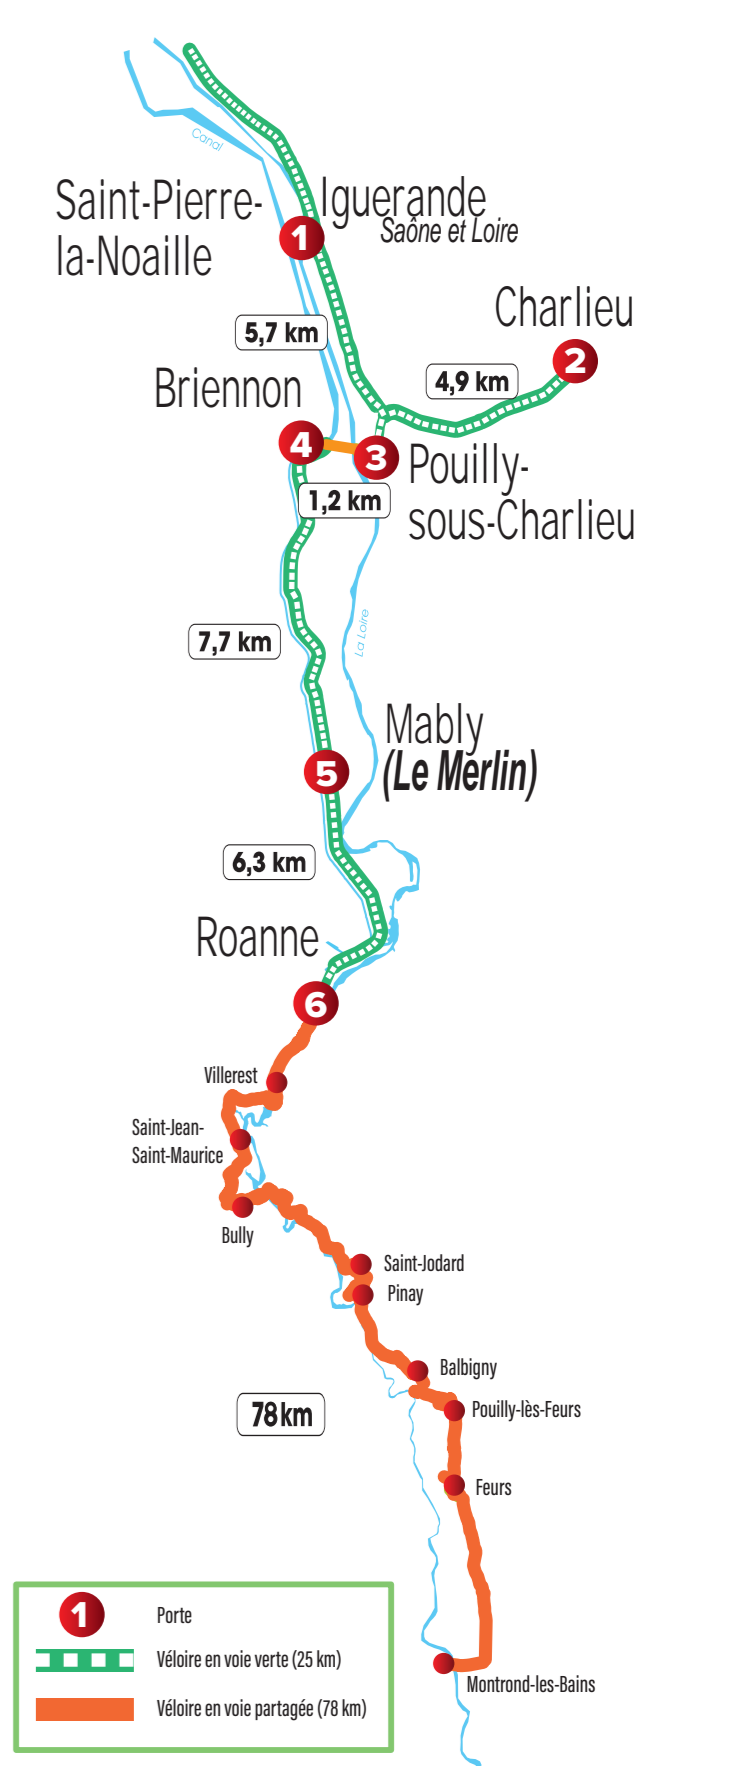 Canal
Saint-Pierre-
la-Noaille
1
Iguerande
Saône et Loire
5,7 km
Charlieu
2
4,9 km
Briennon
4
3
Pouilly-
sous-Charlieu
1,2 km
La Loire
7,7 km
Mably
(Le Merlin)
5
6,3 km
Roanne
6
Villerest
Saint-Jean-
Saint-Maurice
Bully
Saint-Jodard
Pinay
Balbigny
78 km
Pouilly-lès-Feurs
Feurs
Montrond-les-Bains
1
Porte
Véloire en voie verte (25 km)
Véloire en voie partagée (78 km)